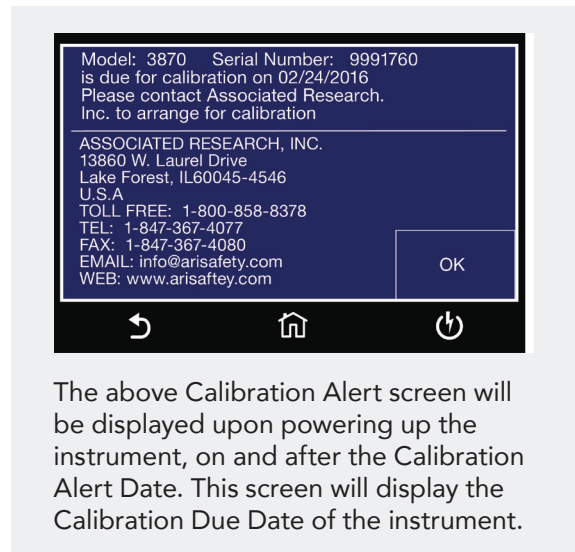 Model: 3870 Serial Number: 9991760
is due for calibration on 02/24/2016
Please contact Associated Research.
Inc. to arrange for calibration
ASSOCIATED RESEARCH, INC.
13860 W. Laurel Drive
Lake Forest, IL60045-4546
U.S.A
TOLL FREE: 1-800-858-8378
TEL: 1-847-367-4077
FAX: 1-847-367-4080
EMAIL: info@arisafety.com
WEB: www.arisaftey.com
OK
The above Calibration Alert screen will
be displayed upon powering up the
instrument, on and after the Calibration
Alert Date. This screen will display the
Calibration Due Date of the instrument.